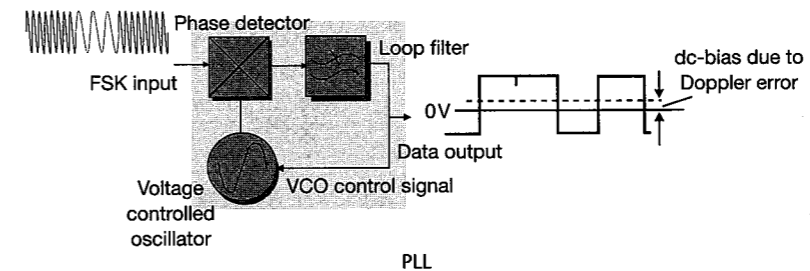 Phase detector
Loop filter
FSK input
dc-bias due to
Doppler error
0V
Data output
VCO control signal
Voltage
controlled
oscillator
PLL